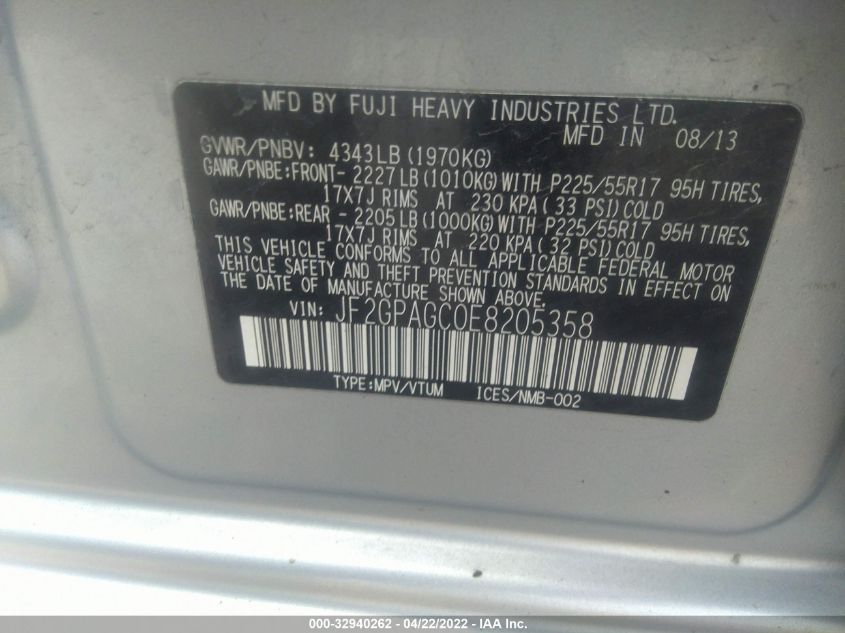 MFD BY FUJI HEAVY INDUSTRIES LTD.
MFD IN 08/13
GVWR/PNBV: 4343LB (1970KG)
GAWR/PNBE:FRONT- 2227LB (1010KG) WITH P225/55R17 95H TIRES,
17X7J RIMS AT 230 KPA( 33 PSI) COLD
GAWR/PNBE:REAR - 2205LB (1000KG) WITH P225/55R17 95H TIRES,
17X7J RIMS AT 220 KPA( 32 PSI) COLD
THIS VEHICLE CONFORMS TO ALL APPLICABLE FEDERAL MOTOR
VEHICLE SAFETY AND THEFT PREVENTION STANDARDS IN EFFECT ON
THE DATE OF MANUFACTURE SHOWN ABOVE.
VIN: JF2GPAGC0E8205358
TYPE:MPV/VTUM ICES/NMB-002
000-32940262 - 04/22/2022 - IAA Inc.